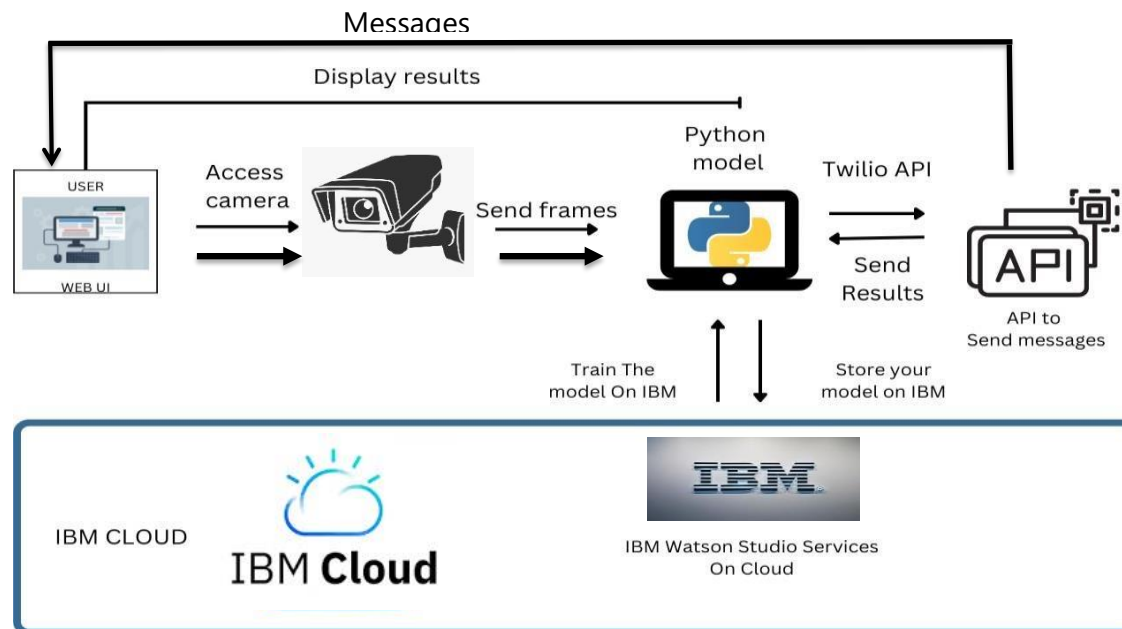 Messages
Display results
Python
model
USER
WEB UI
Access
camera
Send frames
Twilio API
Send
Results
API
API to
Send messages
Train The
model On IBM
Store your
model on IBM
IBM CLOUD
IBM Cloud
IBM
IBM Watson Studio Services
On Cloud